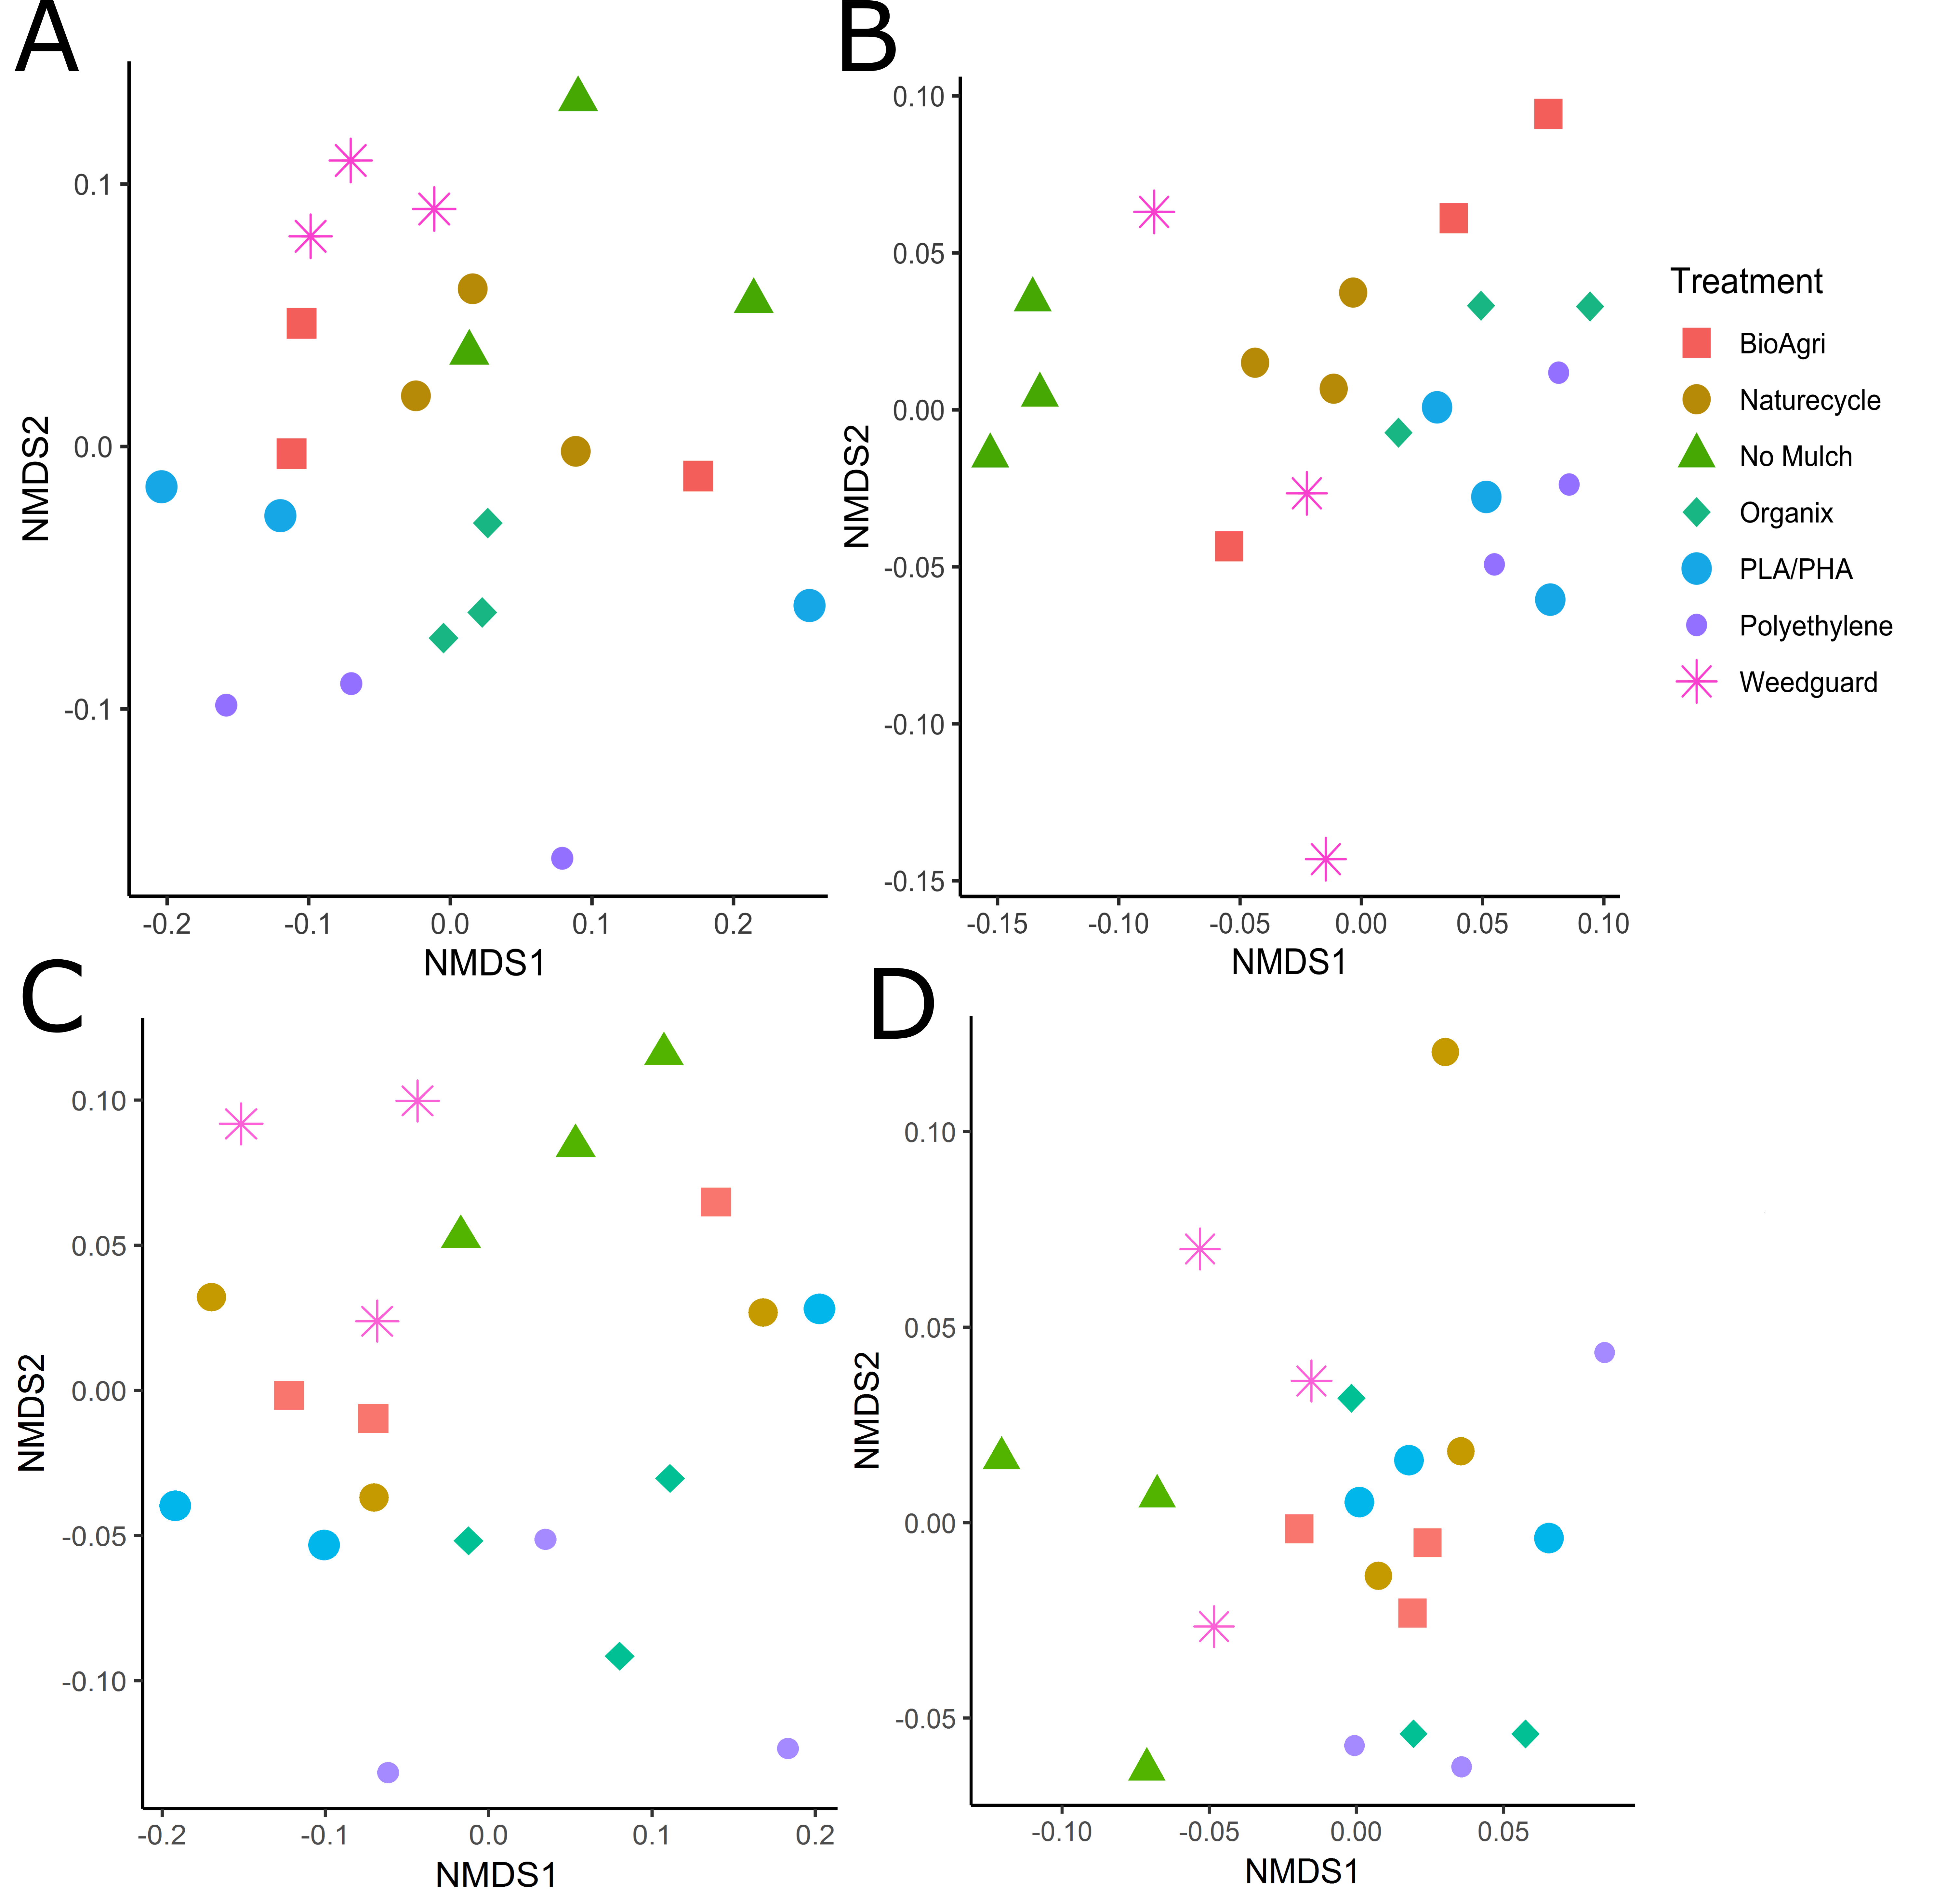 A
0.1
0.0
-0.1
NMDS2
-0.2 -0.1 0.0 0.1 0.2
NMDS1
B
0.10
0.05
0.00
-0.05
-0.10
-0.15
NMDS2
-0.15 -0.10 -0.05 0.00 0.05 0.10
NMDS1
Treatment
BioAgri
Naturecycle
No Mulch
Organix
PLA/PHA
Polyethylene
Weedguard
C
0.10
0.05
0.00
-0.05
-0.10
NMDS2
-0.2 -0.1 0.0 0.1 0.2
NMDS1
D
0.10
0.05
0.00
-0.05
NMDS2
-0.10 -0.05 0.00 0.05
NMDS1